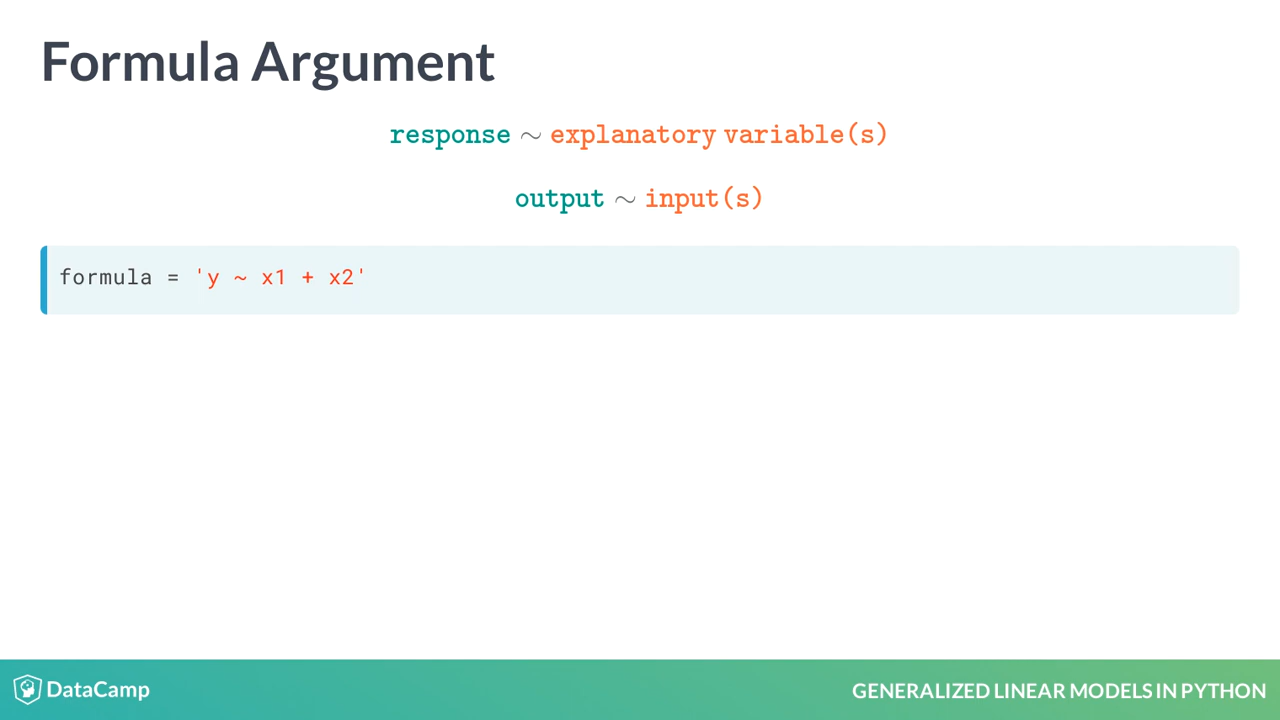 Formula Argument
response ∼ explanatory variable(s)
output ∼ input(s)
formula = 'y ~ x1 + x2'
DataCamp
GENERALIZED LINEAR MODELS IN PYTHON